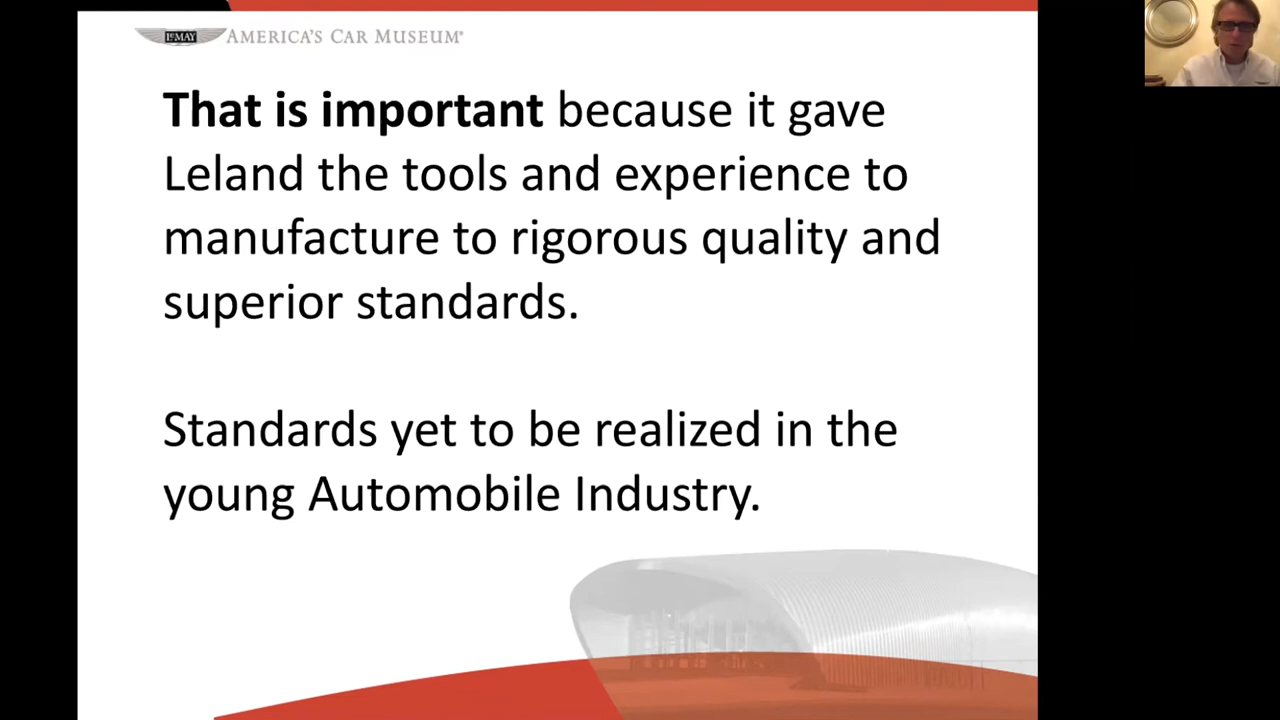 LEMAY AMERICA'S CAR MUSEUM®
That is important because it gave
Leland the tools and experience to
manufacture to rigorous quality and
superior standards.
Standards yet to be realized in the
young Automobile Industry.